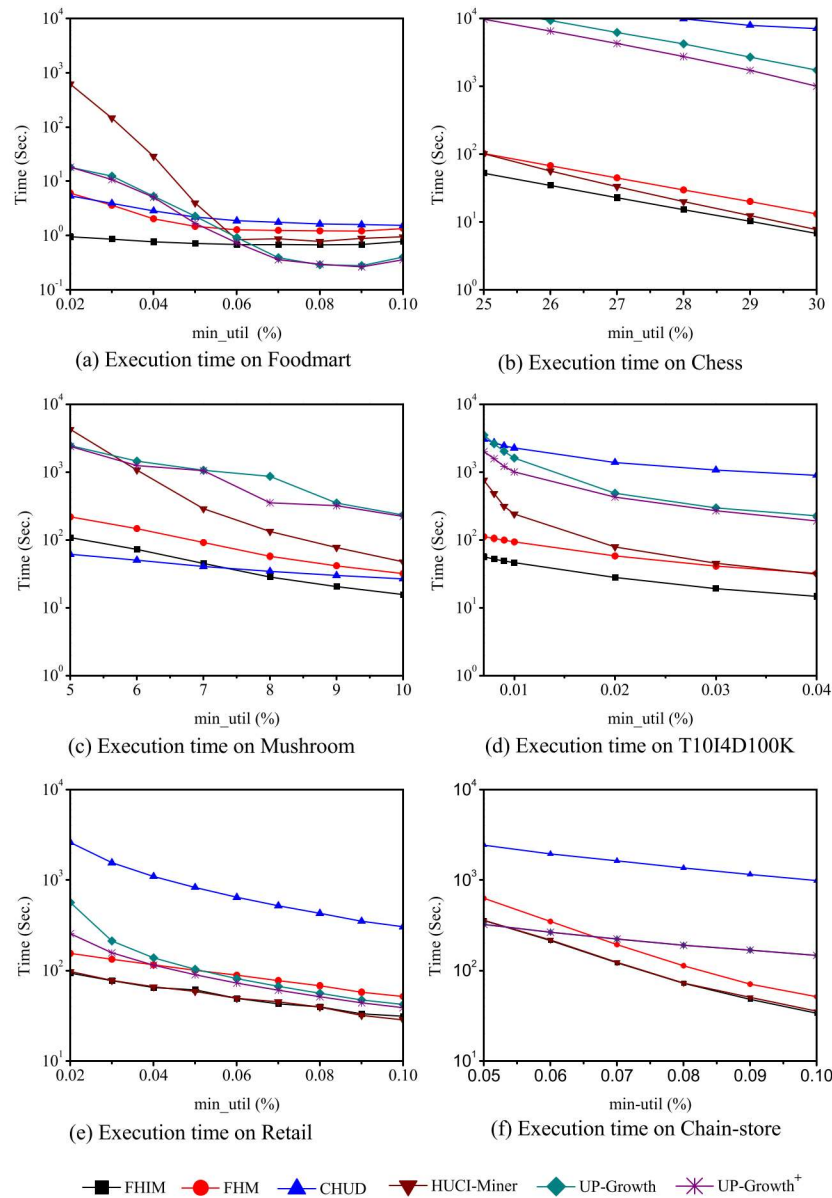 10^4
10^3
10^2
10^1
10^0
10^-1
Time (Sec.)
0.02 0.04 0.06 0.08 0.10
min_util (%)
(a) Execution time on Foodmart
10^4
10^3
10^2
10^1
10^0
Time (Sec.)
25 26 27 28 29 30
min_util (%)
(b) Execution time on Chess
10^4
10^3
10^2
10^1
10^0
Time (Sec.)
5 6 7 8 9 10
min_util (%)
(c) Execution time on Mushroom
10^4
10^3
10^2
10^1
10^0
Time (Sec.)
0.01 0.02 0.03 0.04
min_util (%)
(d) Execution time on T10I4D100K
10^4
10^3
10^2
10^1
Time (Sec.)
0.02 0.04 0.06 0.08 0.10
min_util (%)
(e) Execution time on Retail
10^4
10^3
10^2
10^1
Time (Sec.)
0.05 0.06 0.07 0.08 0.09 0.10
min-util (%)
(f) Execution time on Chain-store
FHIM FHM CHUD HUCI-Miner UP-Growth UP-Growth+